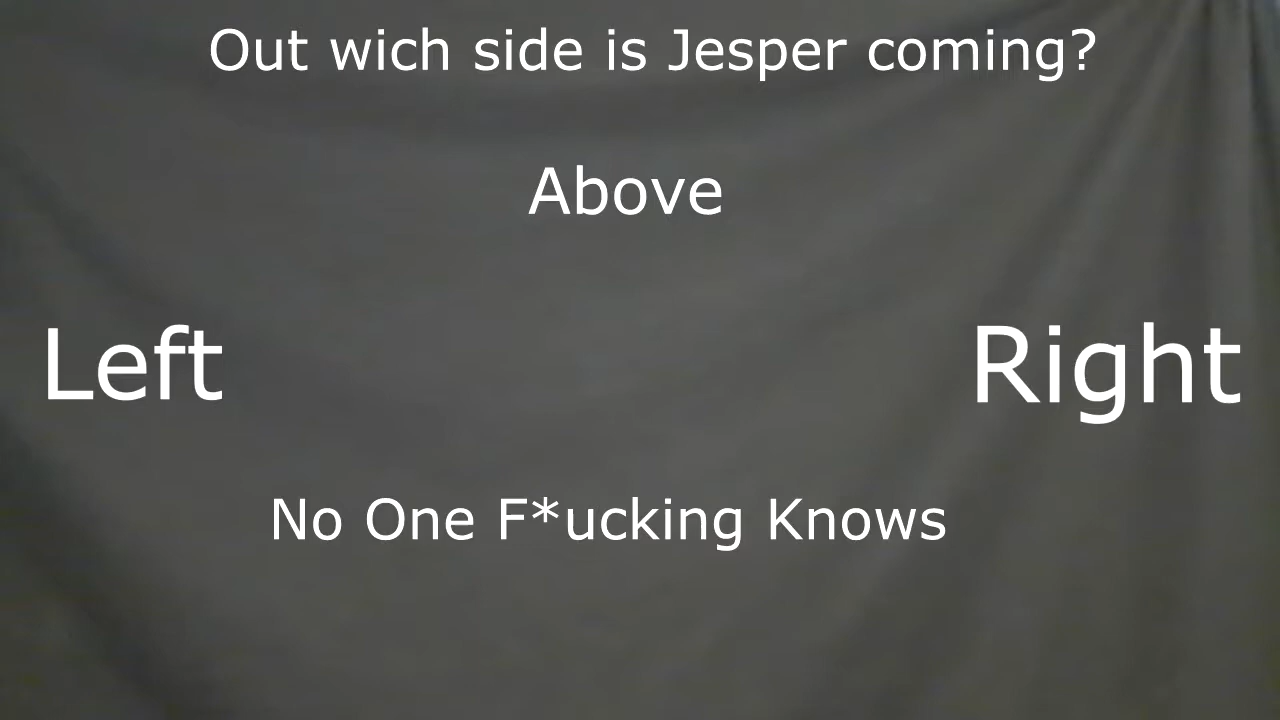 Out wich side is Jesper coming?
Above
Left
Right
No One F*ucking Knows